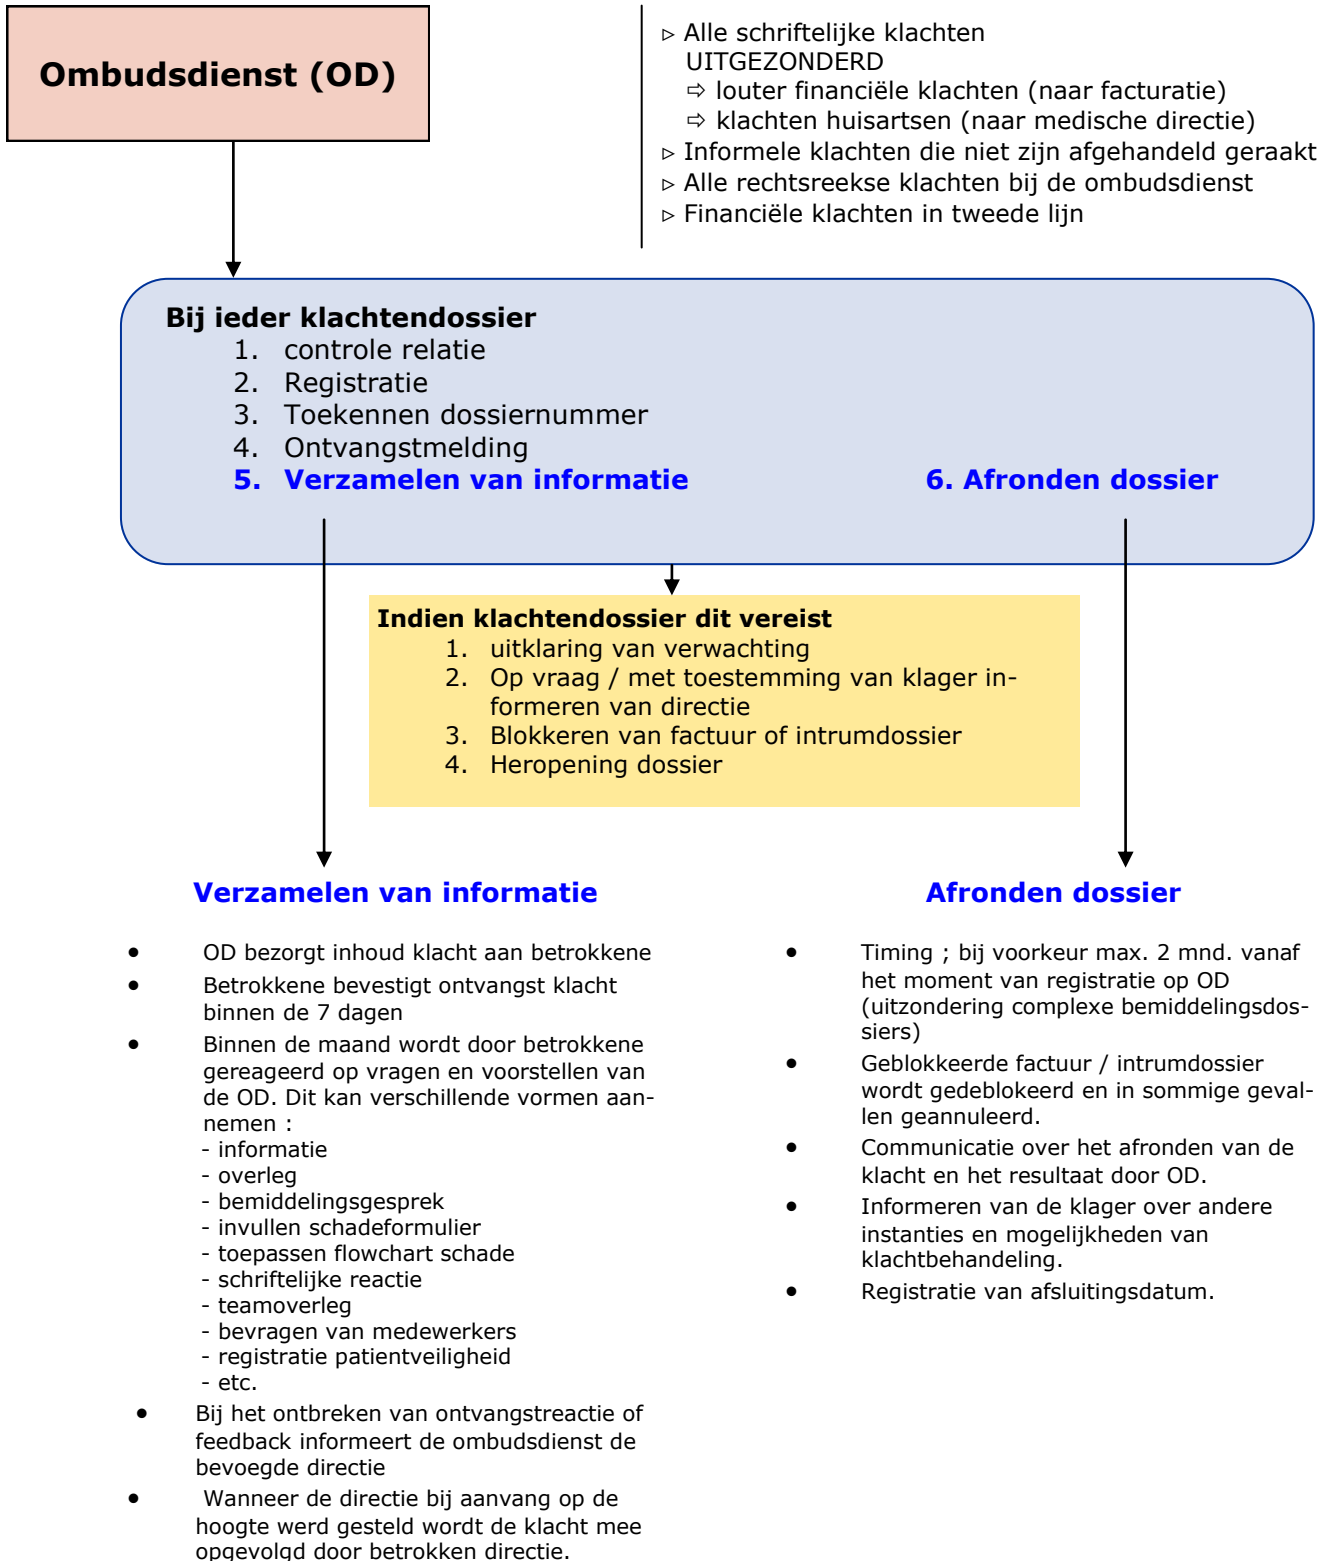 Ombudsdienst (OD)
▹ Alle schriftelijke klachten
UITGEZONDERD
⇨ louter financiële klachten (naar facturatie)
⇨ klachten huisartsen (naar medische directie)
▹ Informele klachten die niet zijn afgehandeld geraakt
▹ Alle rechtsreekse klachten bij de ombudsdienst
▹ Financiële klachten in tweede lijn
Bij ieder klachtendossier
1. controle relatie
2. Registratie
3. Toekennen dossiernummer
4. Ontvangstmelding
5. Verzamelen van informatie
6. Afronden dossier
Indien klachtendossier dit vereist
1. uitklaring van verwachting
2. Op vraag / met toestemming van klager in-
formeren van directie
3. Blokkeren van factuur of intrumdossier
4. Heropening dossier
Verzamelen van informatie
• OD bezorgt inhoud klacht aan betrokkene
• Betrokkene bevestigt ontvangst klacht
binnen de 7 dagen
• Binnen de maand wordt door betrokkene
gereageerd op vragen en voorstellen van
de OD. Dit kan verschillende vormen aan-
nemen :
- informatie
- overleg
- bemiddelingsgesprek
- invullen schadeformulier
- toepassen flowchart schade
- schriftelijke reactie
- teamoverleg
- bevragen van medewerkers
- registratie patientveiligheid
- etc.
• Bij het ontbreken van ontvangstreactie of
feedback informeert de ombudsdienst de
bevoegde directie
• Wanneer de directie bij aanvang op de
hoogte werd gesteld wordt de klacht mee
opgevolgd door betrokken directie.
Afronden dossier
• Timing ; bij voorkeur max. 2 mnd. vanaf
het moment van registratie op OD
(uitzondering complexe bemiddelingsdos-
siers)
• Geblokkeerde factuur / intrumdossier
wordt gedeblokeerd en in sommige geval-
len geannuleerd.
• Communicatie over het afronden van de
klacht en het resultaat door OD.
• Informeren van de klager over andere
instanties en mogelijkheden van
klachtbehandeling.
• Registratie van afsluitingsdatum.